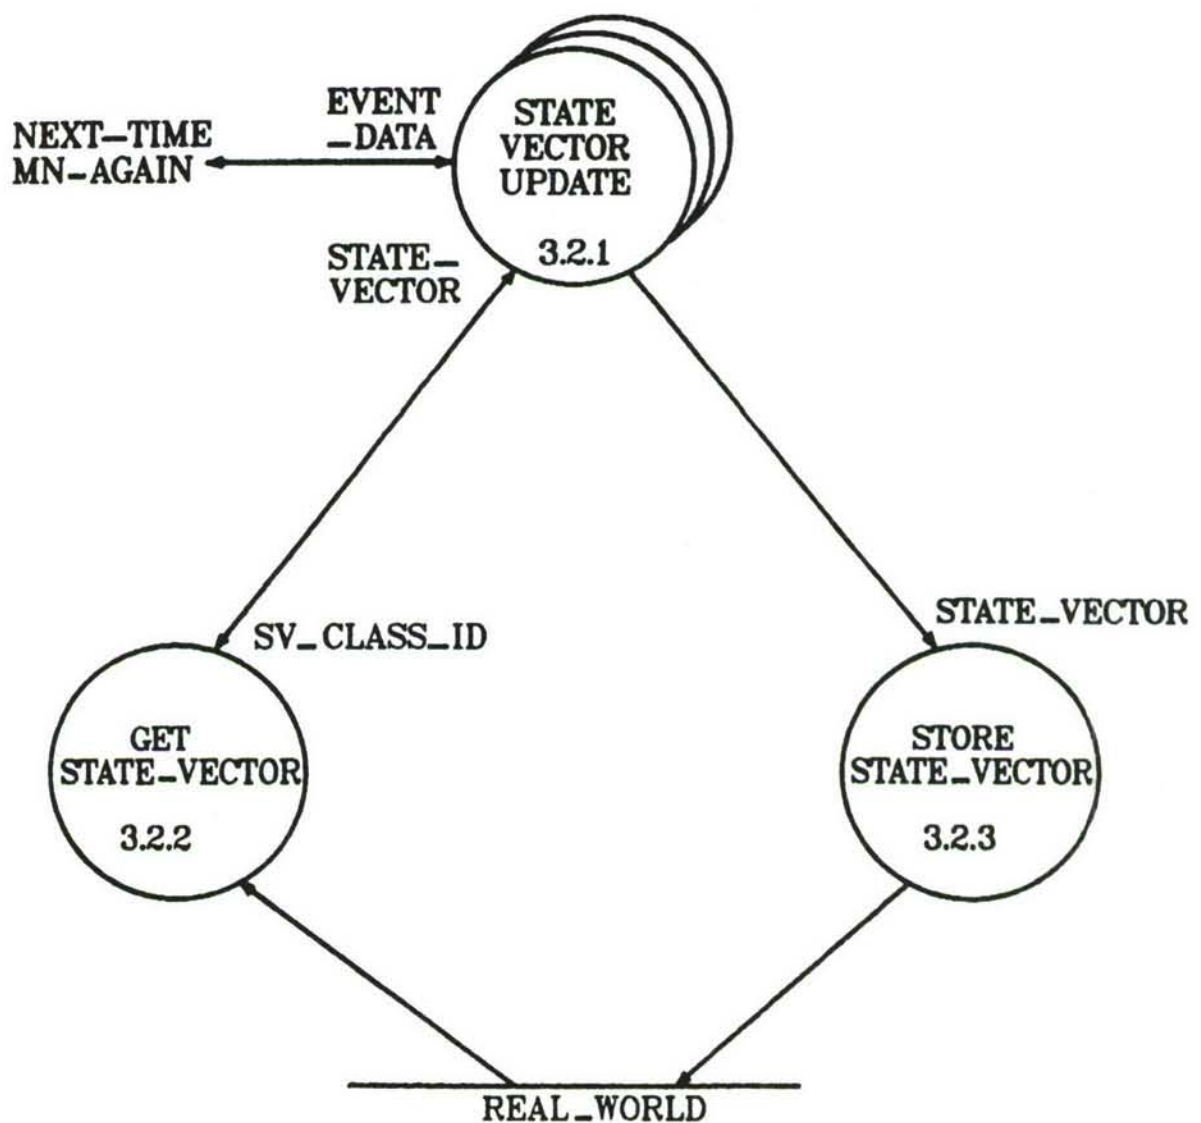 EVENT
_DATA
NEXT-TIME
MN-AGAIN
STATE
VECTOR
UPDATE
3.2.1
STATE_
VECTOR
SV_CLASS_ID
STATE_VECTOR
GET
STATE_VECTOR
3.2.2
STORE
STATE_VECTOR
3.2.3
REAL_WORLD